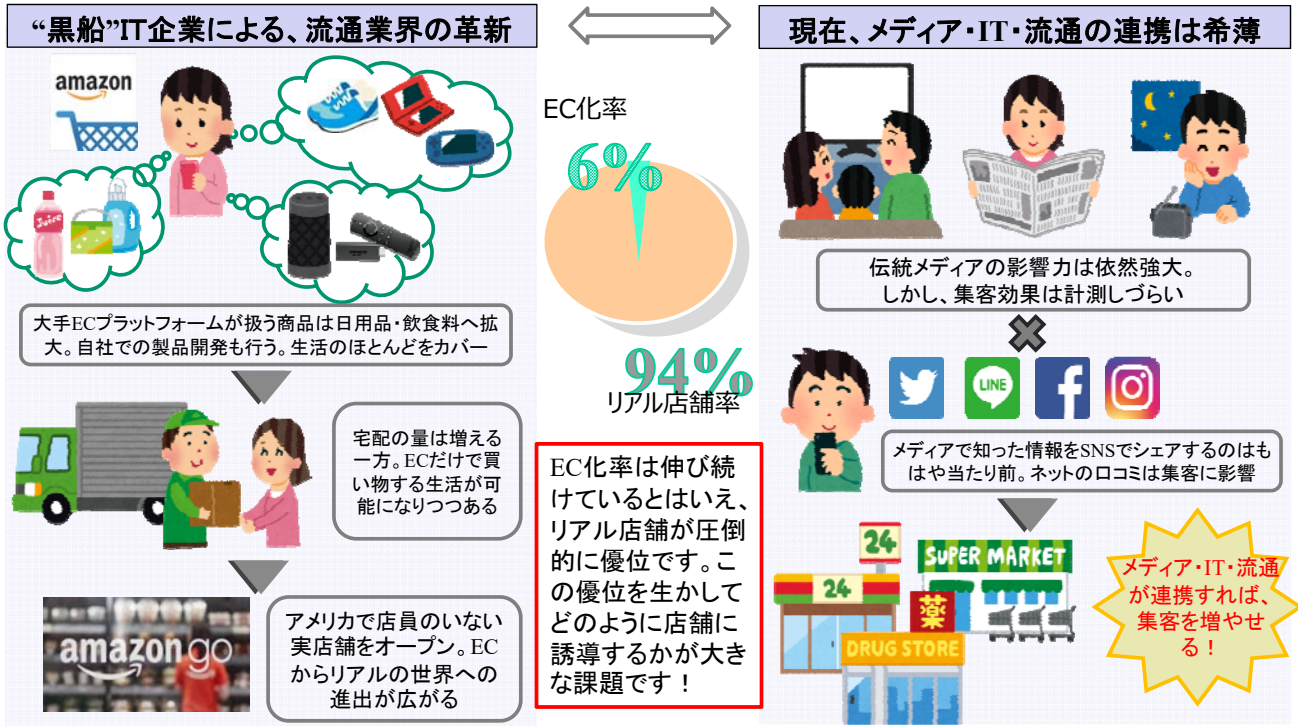 “黒船”IT企業による、流通業界の革新
amazon
Juice
大手ECプラットフォームが扱う商品は日用品・飲食料へ拡
大。自社での製品開発も行う。生活のほとんどをカバー
宅配の量は増える
一方。ECだけで買
い物する生活が可
能になりつつある
amazon go
アメリカで店員のいない
実店舗をオープン。EC
からリアルの世界への
進出が広がる
EC化率
6%
94%
リアル店舗率
EC化率は伸び続
けているとはいえ、
リアル店舗が圧倒
的に優位です。こ
の優位を生かして
どのように店舗に
誘導するかが大き
な課題です！
現在、メディア・IT・流通の連携は希薄
伝統メディアの影響力は依然強大。
しかし、集客効果は計測しづらい
LINE
メディアで知った情報をSNSでシェアするのはも
はや当たり前。ネットの口コミは集客に影響
24
24
SUPER MARKET
薬
DRUG STORE
メディア・IT・流通
が連携すれば、
集客を増やせ
る！